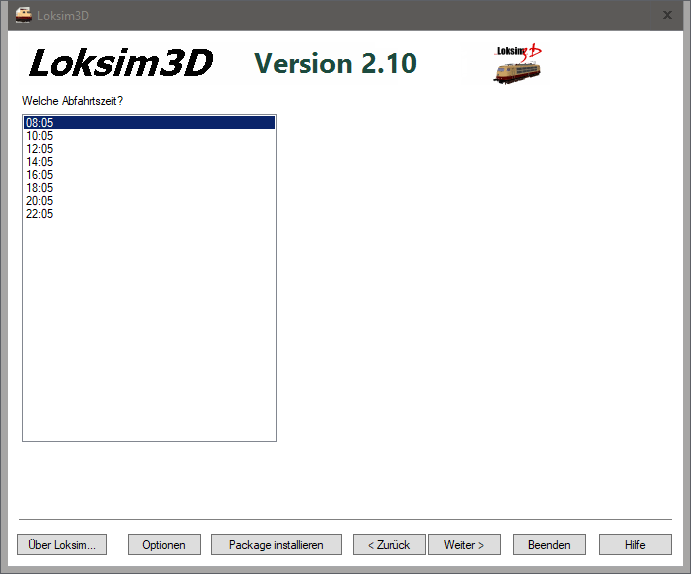 Loksim3D
Loksim3D
Version 2.10
Loksim3D
Welche Abfahrtszeit?
08:05
10:05
12:05
14:05
16:05
18:05
20:05
22:05
Über Loksim...
Optionen
Package installieren
< Zurück
Weiter >
Beenden
Hilfe